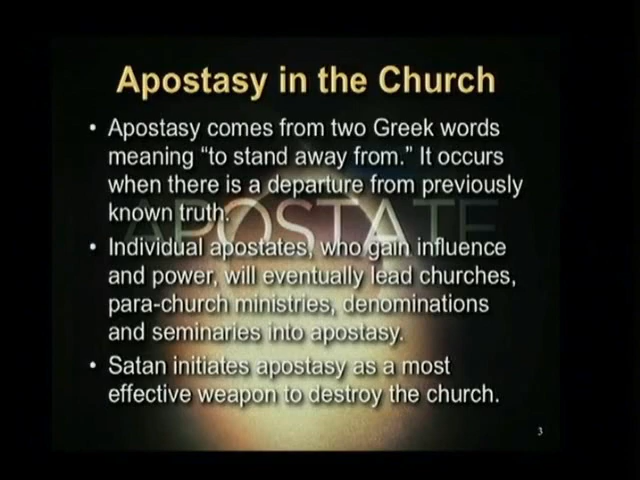 Apostasy in the Church
• Apostasy comes from two Greek words
meaning “to stand away from.” It occurs
when there is a departure from previously
known truth.
APOSTATE
• Individual apostates, who gain influence
and power, will eventually lead churches,
para-church ministries, denominations
and seminaries into apostasy.
• Satan initiates apostasy as a most
effective weapon to destroy the church.
3